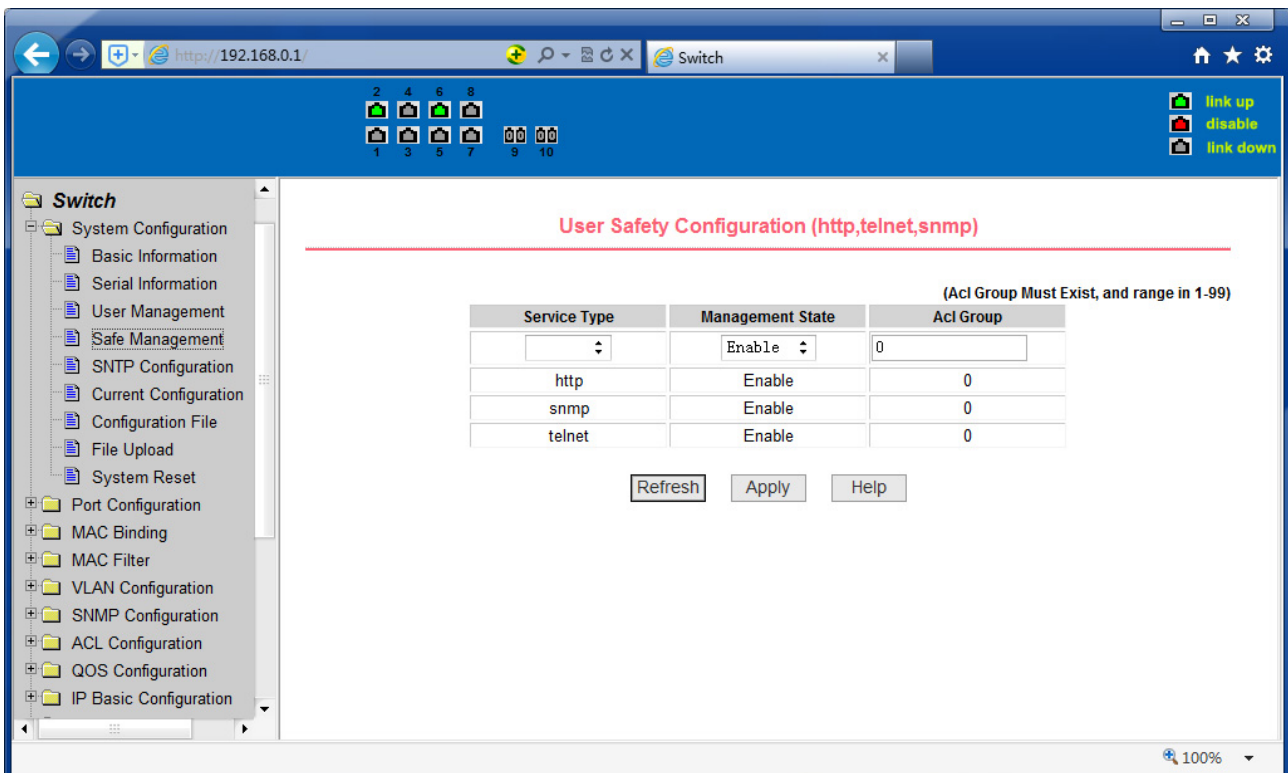 http://192.168.0.1/
Switch
2 4 6 8
link up
disable
1 3 5 7 9 10
link down
Switch
System Configuration
Basic Information
Serial Information
User Management
Safe Management
SNTP Configuration
Current Configuration
Configuration File
File Upload
System Reset
Port Configuration
MAC Binding
MAC Filter
VLAN Configuration
SNMP Configuration
ACL Configuration
QOS Configuration
IP Basic Configuration
User Safety Configuration (http,telnet,snmp)
(Acl Group Must Exist, and range in 1-99)
Service Type Management State Acl Group
Enable 0
http Enable 0
snmp Enable 0
telnet Enable 0
Refresh Apply Help
100%